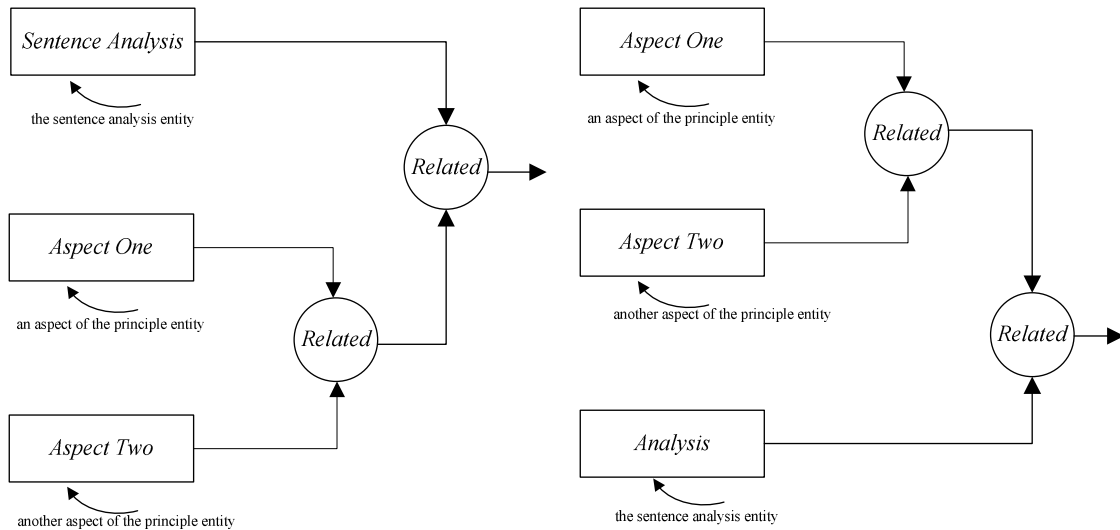 Sentence Analysis
the sentence analysis entity
Related
Aspect One
an aspect of the principle entity
Related
Aspect Two
another aspect of the principle entity
Aspect One
an aspect of the principle entity
Related
Aspect Two
another aspect of the principle entity
Related
Analysis
the sentence analysis entity